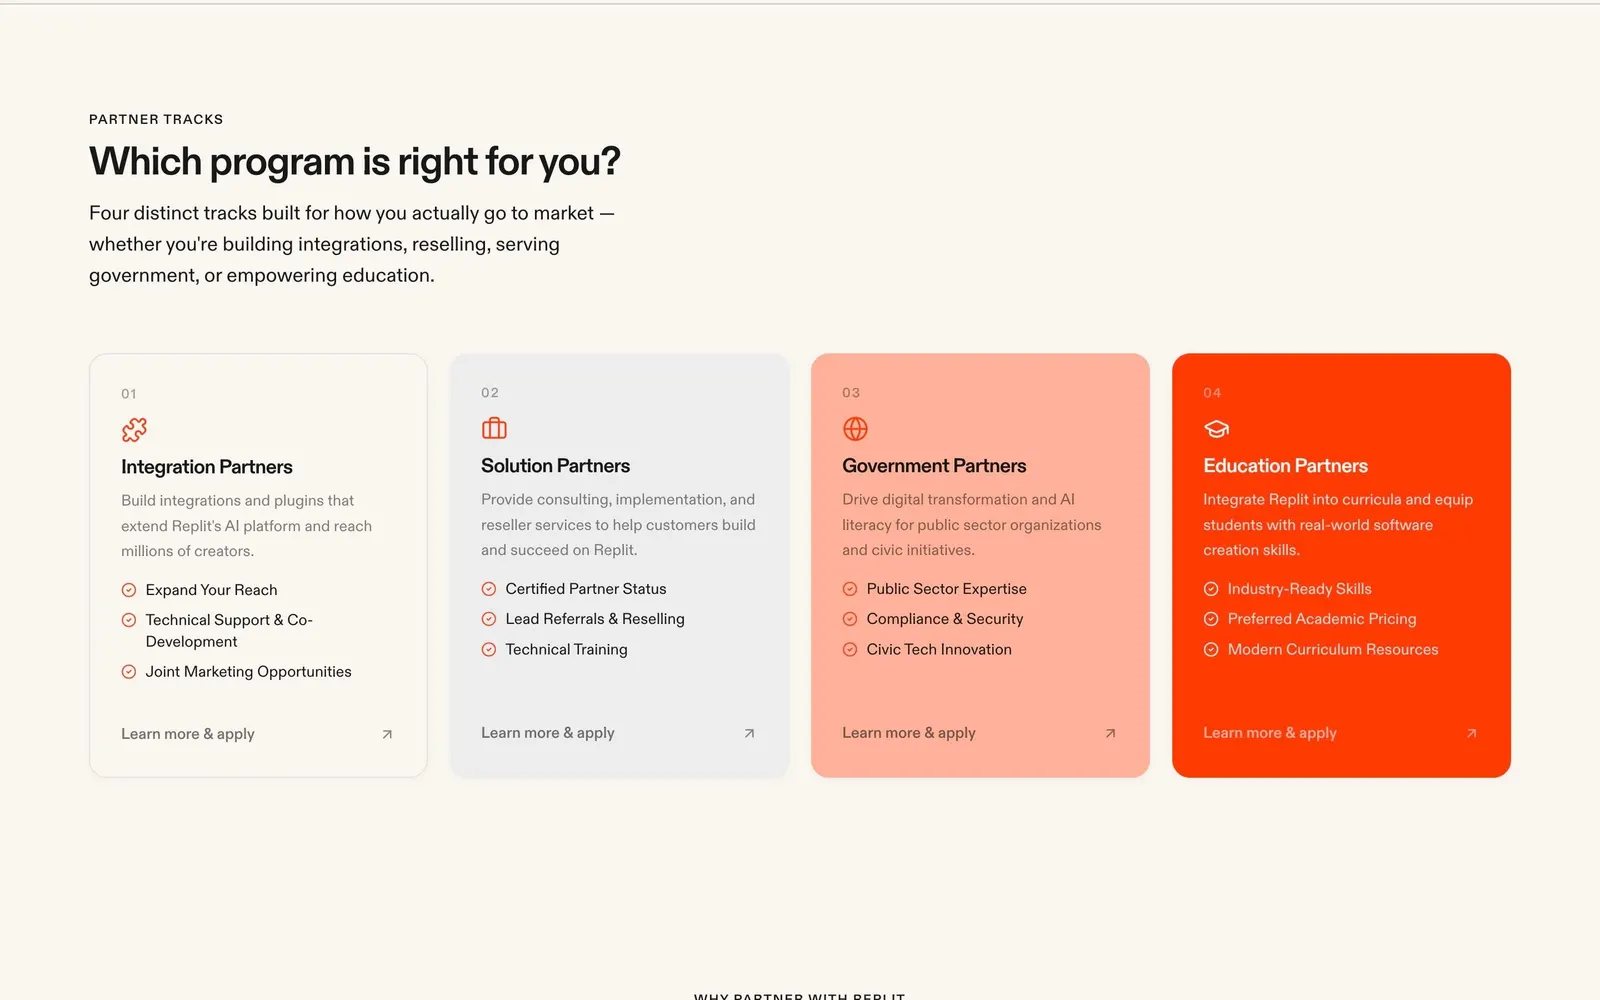 PARTNER TRACKS
Which program is right for you?
Four distinct tracks built for how you actually go to market —
whether you're building integrations, reselling, serving
government, or empowering education.
01
Integration Partners
Build integrations and plugins that
extend Replit's AI platform and reach
millions of creators.
Expand Your Reach
Technical Support & Co-
Development
Joint Marketing Opportunities
Learn more & apply
02
Solution Partners
Provide consulting, implementation, and
reseller services to help customers build
and succeed on Replit.
Certified Partner Status
Lead Referrals & Reselling
Technical Training
Learn more & apply
03
Government Partners
Drive digital transformation and AI
literacy for public sector organizations
and civic initiatives.
Public Sector Expertise
Compliance & Security
Civic Tech Innovation
Learn more & apply
04
Education Partners
Integrate Replit into curricula and equip
students with real-world software
creation skills.
Industry-Ready Skills
Preferred Academic Pricing
Modern Curriculum Resources
Learn more & apply
WHY PARTNER WITH REPLIT